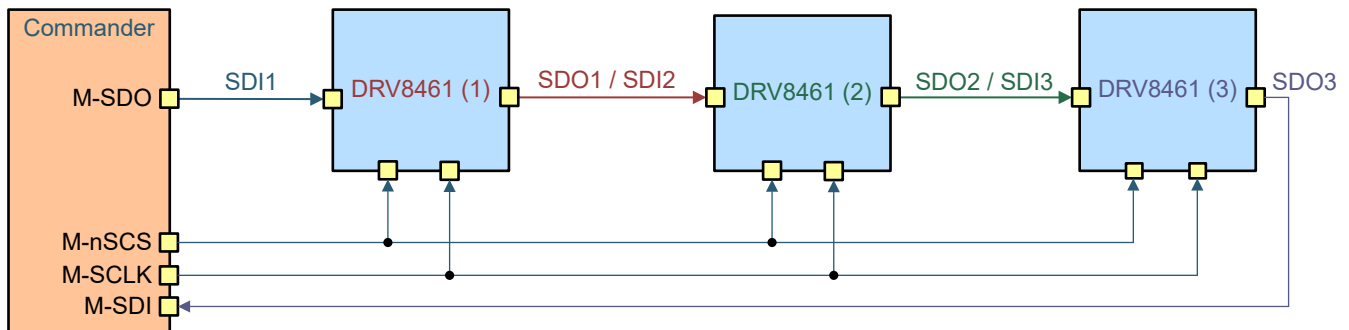 Commander
M-SDO
SDI1
DRV8461 (1)
SDO1 / SDI2
DRV8461 (2)
SDO2 / SDI3
DRV8461 (3)
SDO3
M-nSCS
M-SCLK
M-SDI